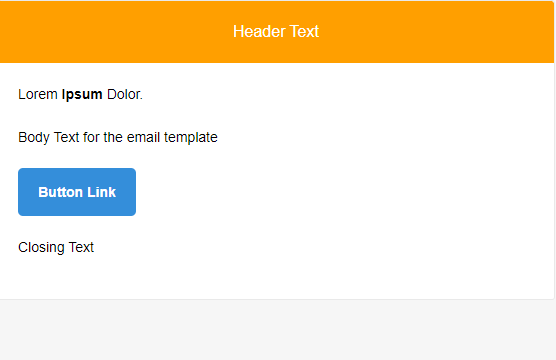 Header Text
Lorem Ipsum Dolor.
Body Text for the email template
Button Link
Closing Text